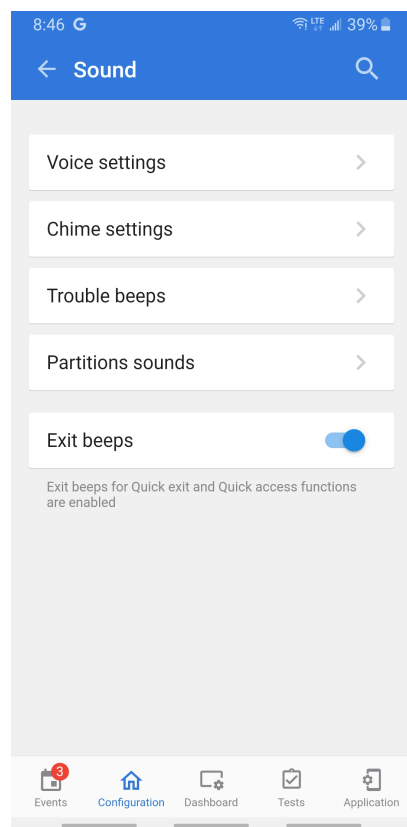 8:46 G LTE 39%
Sound
Voice settings
Chime settings
Trouble beeps
Partitions sounds
Exit beeps
Exit beeps for Quick exit and Quick access functions
are enabled
3
Events Configuration Dashboard Tests Application